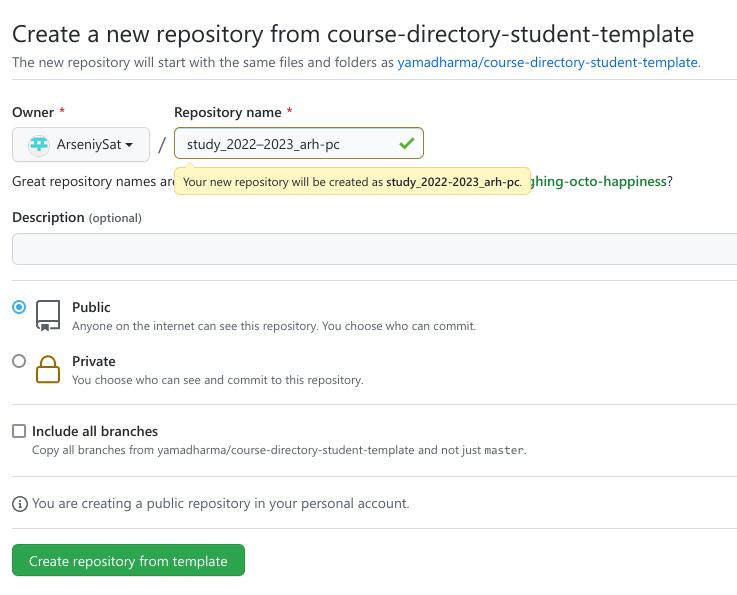 Create a new repository from course-directory-student-template
The new repository will start with the same files and folders as yamadharma/course-directory-student-template.
Owner * Repository name *
ArseniySat / study_2022–2023_arh-pc
Great repository names are ghing-octo-happiness?
Your new repository will be created as study_2022-2023_arh-pc.
Description (optional)
Public
Anyone on the internet can see this repository. You choose who can commit.
Private
You choose who can see and commit to this repository.
Include all branches
Copy all branches from yamadharma/course-directory-student-template and not just master.
You are creating a public repository in your personal account.
Create repository from template